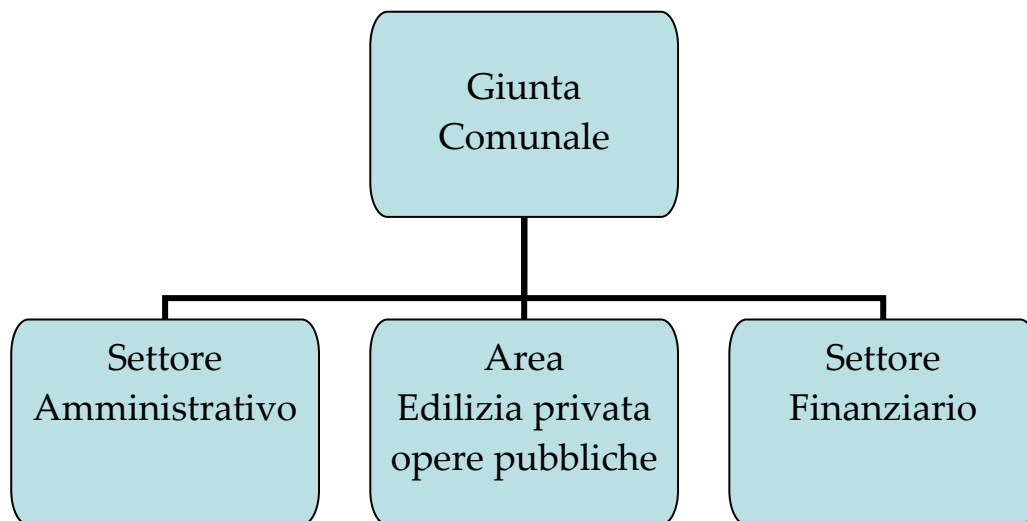 Giunta
Comunale
Settore
Amministrativo
Area
Edilizia privata
opere pubbliche
Settore
Finanziario